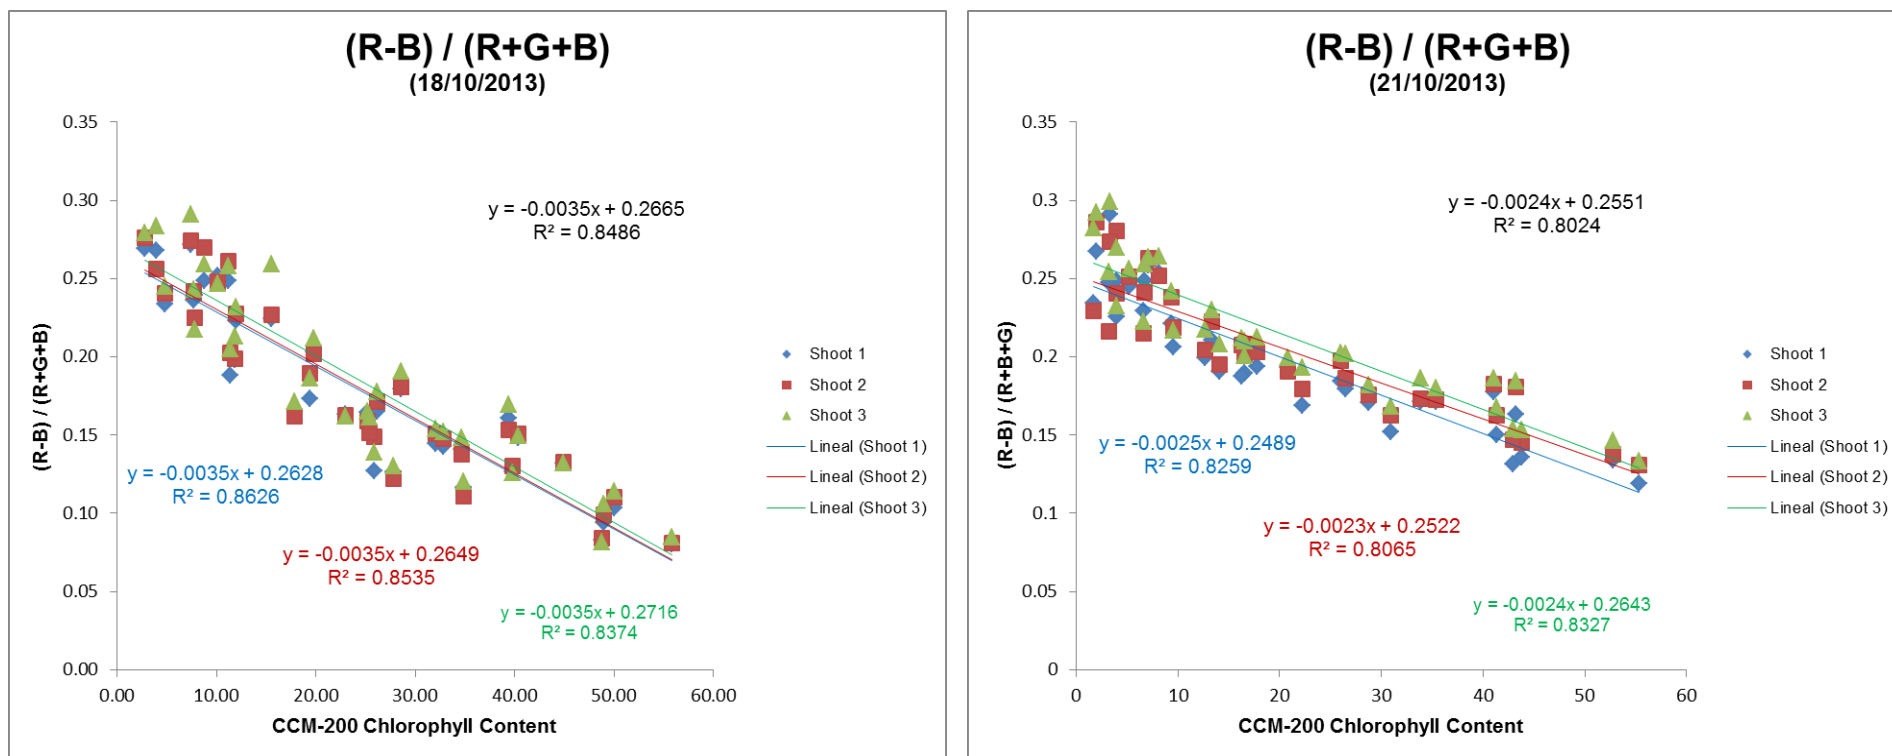 (R-B) / (R+G+B)
(18/10/2013)
0.35
0.30
0.25
0.20
0.15
0.10
0.05
0.00
(R-B) / (R+G+B)
y = -0.0035x + 0.2665
R² = 0.8486
y = -0.0035x + 0.2628
R² = 0.8626
y = -0.0035x + 0.2649
R² = 0.8535
y = -0.0035x + 0.2716
R² = 0.8374
Shoot 1
Shoot 2
Shoot 3
Lineal (Shoot 1)
Lineal (Shoot 2)
Lineal (Shoot 3)
0.00 10.00 20.00 30.00 40.00 50.00 60.00
CCM-200 Chlorophyll Content
(R-B) / (R+G+B)
(21/10/2013)
0.35
0.3
0.25
0.2
0.15
0.1
0.05
0
(R-B) / (R+B+G)
y = -0.0024x + 0.2551
R² = 0.8024
y = -0.0025x + 0.2489
R² = 0.8259
y = -0.0023x + 0.2522
R² = 0.8065
y = -0.0024x + 0.2643
R² = 0.8327
Shoot 1
Shoot 2
Shoot 3
Lineal (Shoot 1)
Lineal (Shoot 2)
Lineal (Shoot 3)
0 10 20 30 40 50 60
CCM-200 Chlorophyll Content